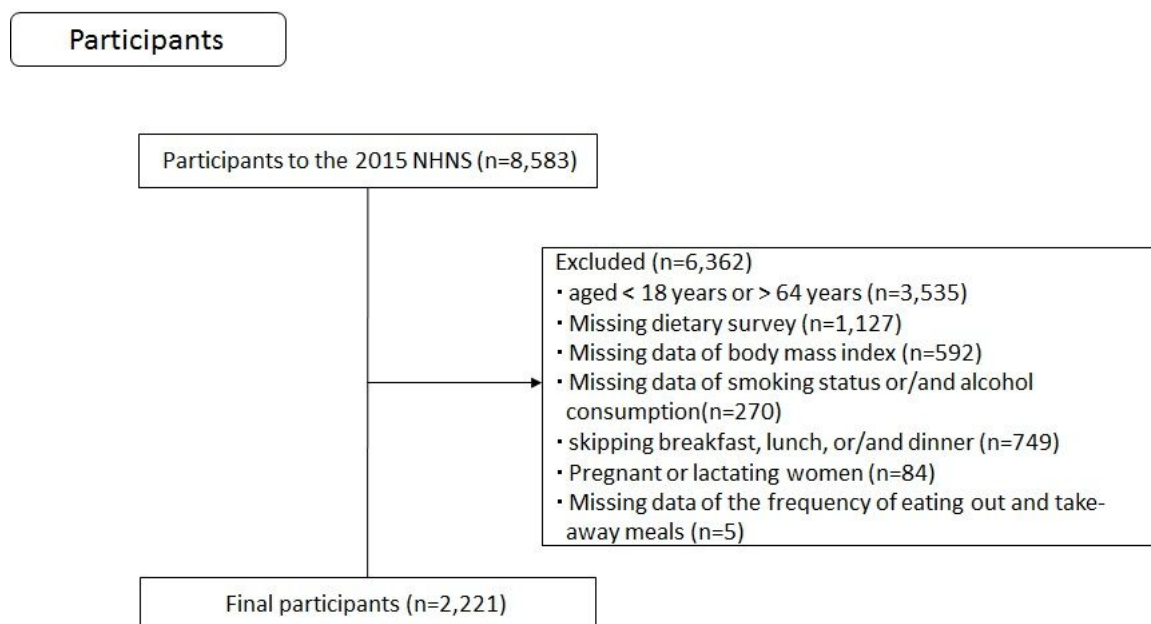 Participants
Participants to the 2015 NHNS (n=8,583)
Excluded (n=6,362)
・aged < 18 years or > 64 years (n=3,535)
・Missing dietary survey (n=1,127)
・Missing data of body mass index (n=592)
・Missing data of smoking status or/and alcohol
consumption(n=270)
・skipping breakfast, lunch, or/and dinner (n=749)
・Pregnant or lactating women (n=84)
・Missing data of the frequency of eating out and take-
away meals (n=5)
Final participants (n=2,221)